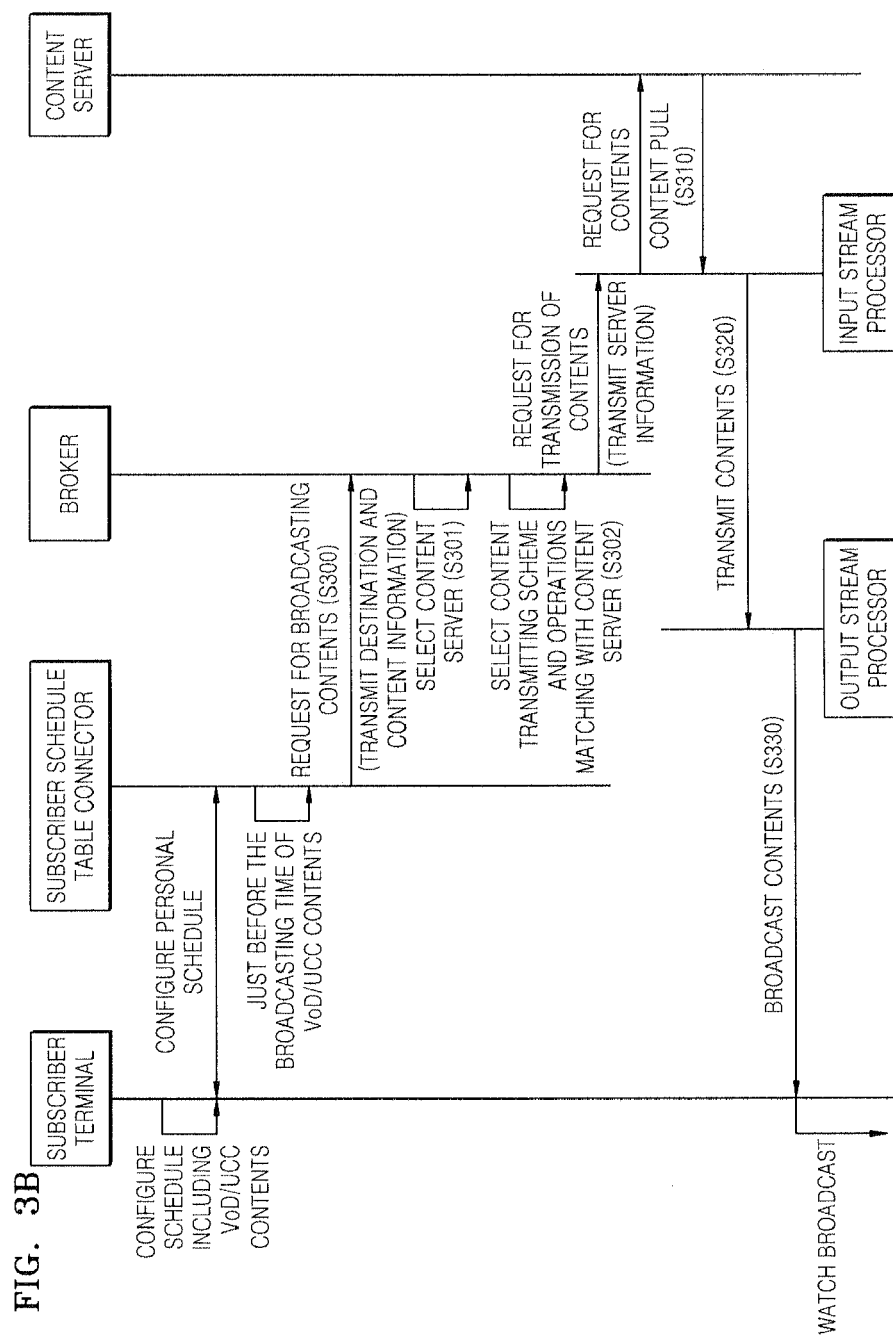 FIG. 3B
SUBSCRIBER
TERMINAL
SUBSCRIBER SCHEDULE
TABLE CONNECTOR
BROKER
CONTENT
SERVER
CONFIGURE
SCHEDULE
INCLUDING
VoD/UCC
CONTENTS
CONFIGURE PERSONAL
SCHEDULE
JUST BEFORE THE
BROADCASTING TIME OF
VoD/UCC CONTENTS
REQUEST FOR BROADCASTING
CONTENTS (S300)
(TRANSMIT DESTINATION AND
CONTENT INFORMATION)
SELECT CONTENT
SERVER (S301)
SELECT CONTENT
TRANSMITTING SCHEME
AND OPERATIONS
MATCHING WITH CONTENT
SERVER (S302)
REQUEST FOR
TRANSMISSION OF
CONTENTS
(TRANSMIT SERVER
INFORMATION)
REQUEST FOR
CONTENTS
CONTENT PULL
(S310)
TRANSMIT CONTENTS (S320)
BROADCAST CONTENTS (S330)
WATCH BROADCAST
OUTPUT STREAM
PROCESSOR
INPUT STREAM
PROCESSOR